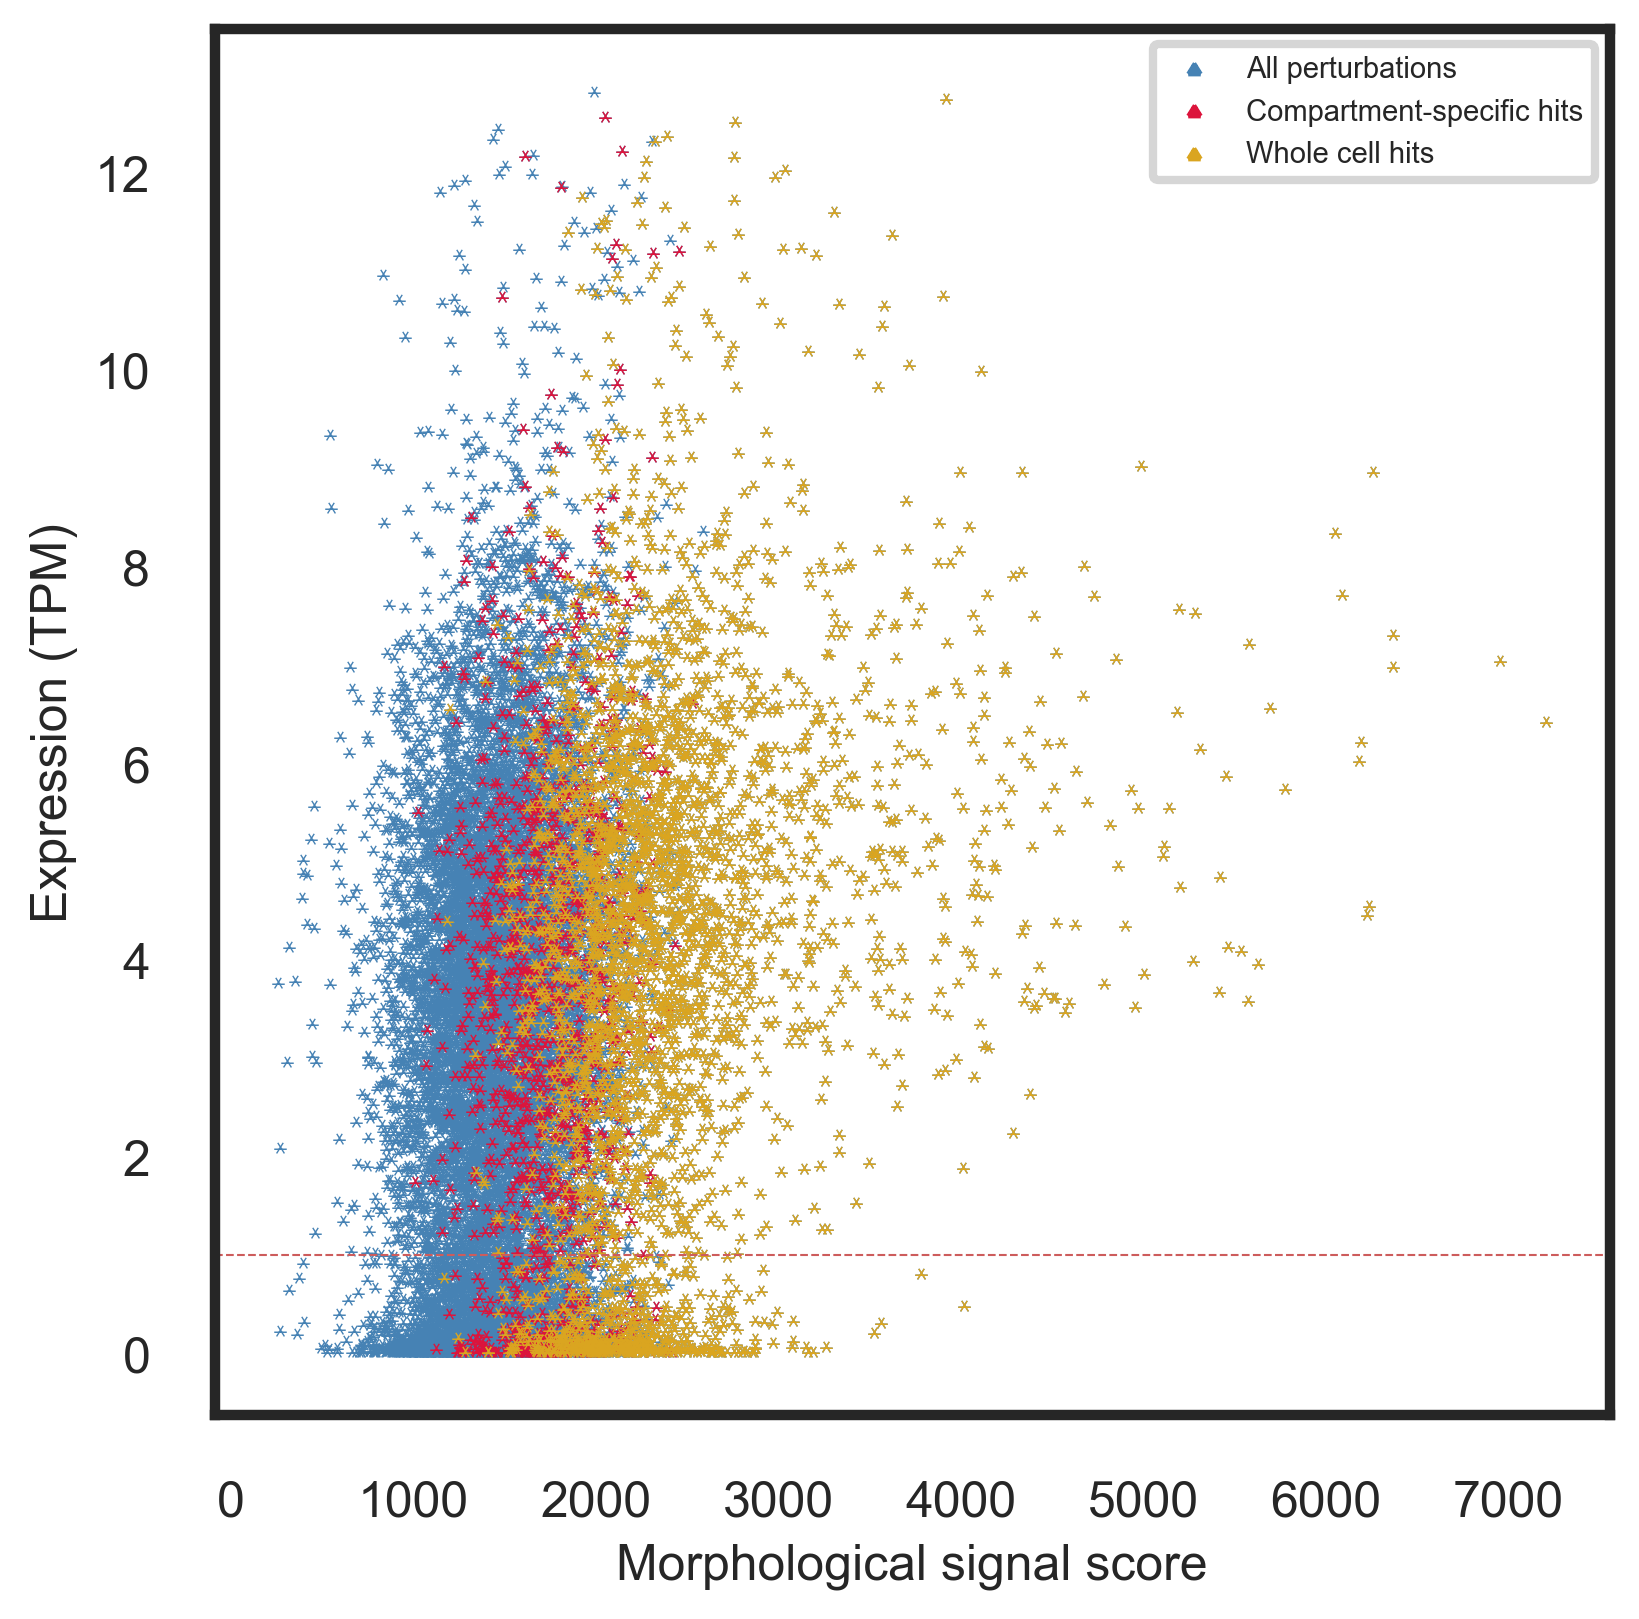 All perturbations
Compartment-specific hits
Whole cell hits
Expression (TPM)
12
10
8
6
4
2
0
0 1000 2000 3000 4000 5000 6000 7000
Morphological signal score